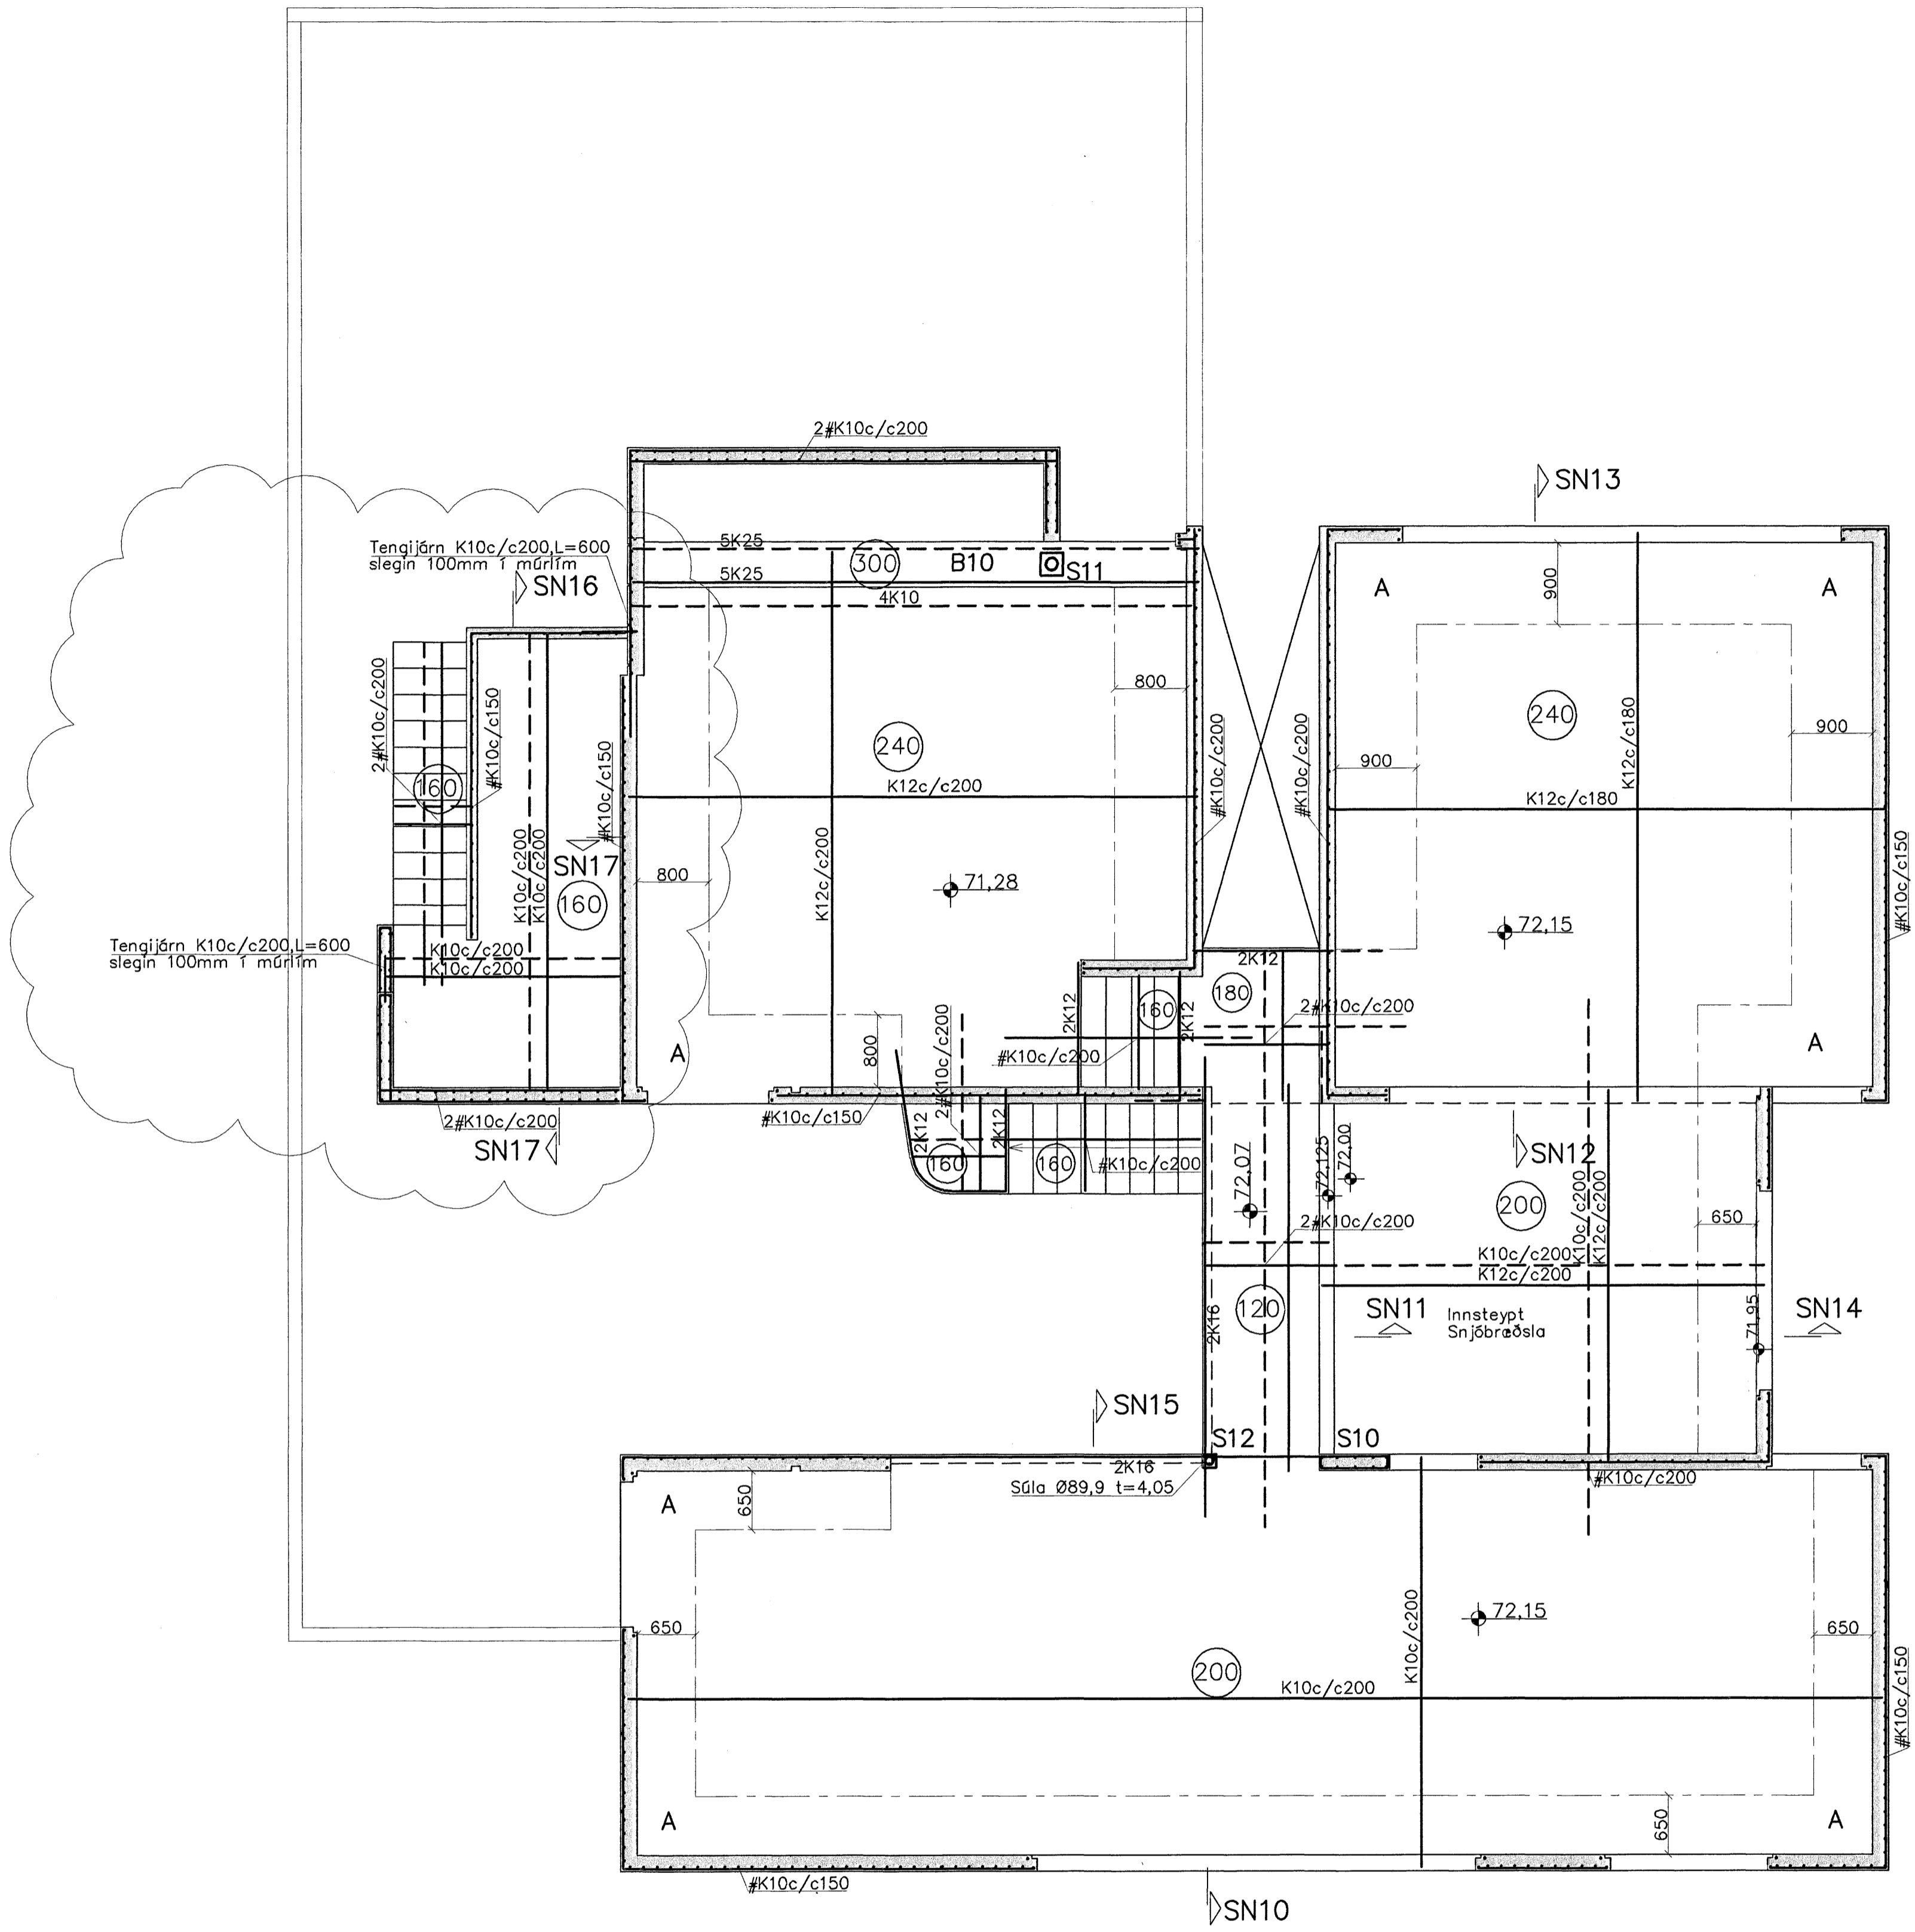 2#K10c/c200
SN13
Tengijárn K10c/c200,L=600
slegin 100mm í múrlím
SN16
5K25
300
B10
S11
5K25
4K10
A
900
A
2#K10c/c200
#K10c/c150
160
#K10c/c150
800
240
K12c/c200
#K10c/c200
#K10c/c200
240
K12c/c180
900
900
K12c/c180
#K10c/c150
K10c/c200
K10c/c200
SN17
160
800
K12c/c200
71,28
72,15
Tengijárn K10c/c200,L=600
slegin 100mm í múrlím
K10c/c200
K10c/c200
2K12
180
160
2K12
2K12
2#K10c/c200
2#K10c/c200
#K10c/c200
A
800
A
2#K10c/c200
SN17
#K10c/c150
2K12
2K12
160
160
#K10c/c200
72,07
72,125
72,00
SN12
200
K10c/c200
K12c/c200
650
2#K10c/c200
K10c/c200
K12c/c200
120
2K16
SN11
Innsteypt
Snjóbræðsla
71,95
SN14
SN15
S12
S10
2K16
Súla Ø89,9 t=4,05
#K10c/c200
A
650
72,15
650
K10c/c200
650
200
K10c/c200
#K10c/c150
A
650
A
#K10c/c150
SN10